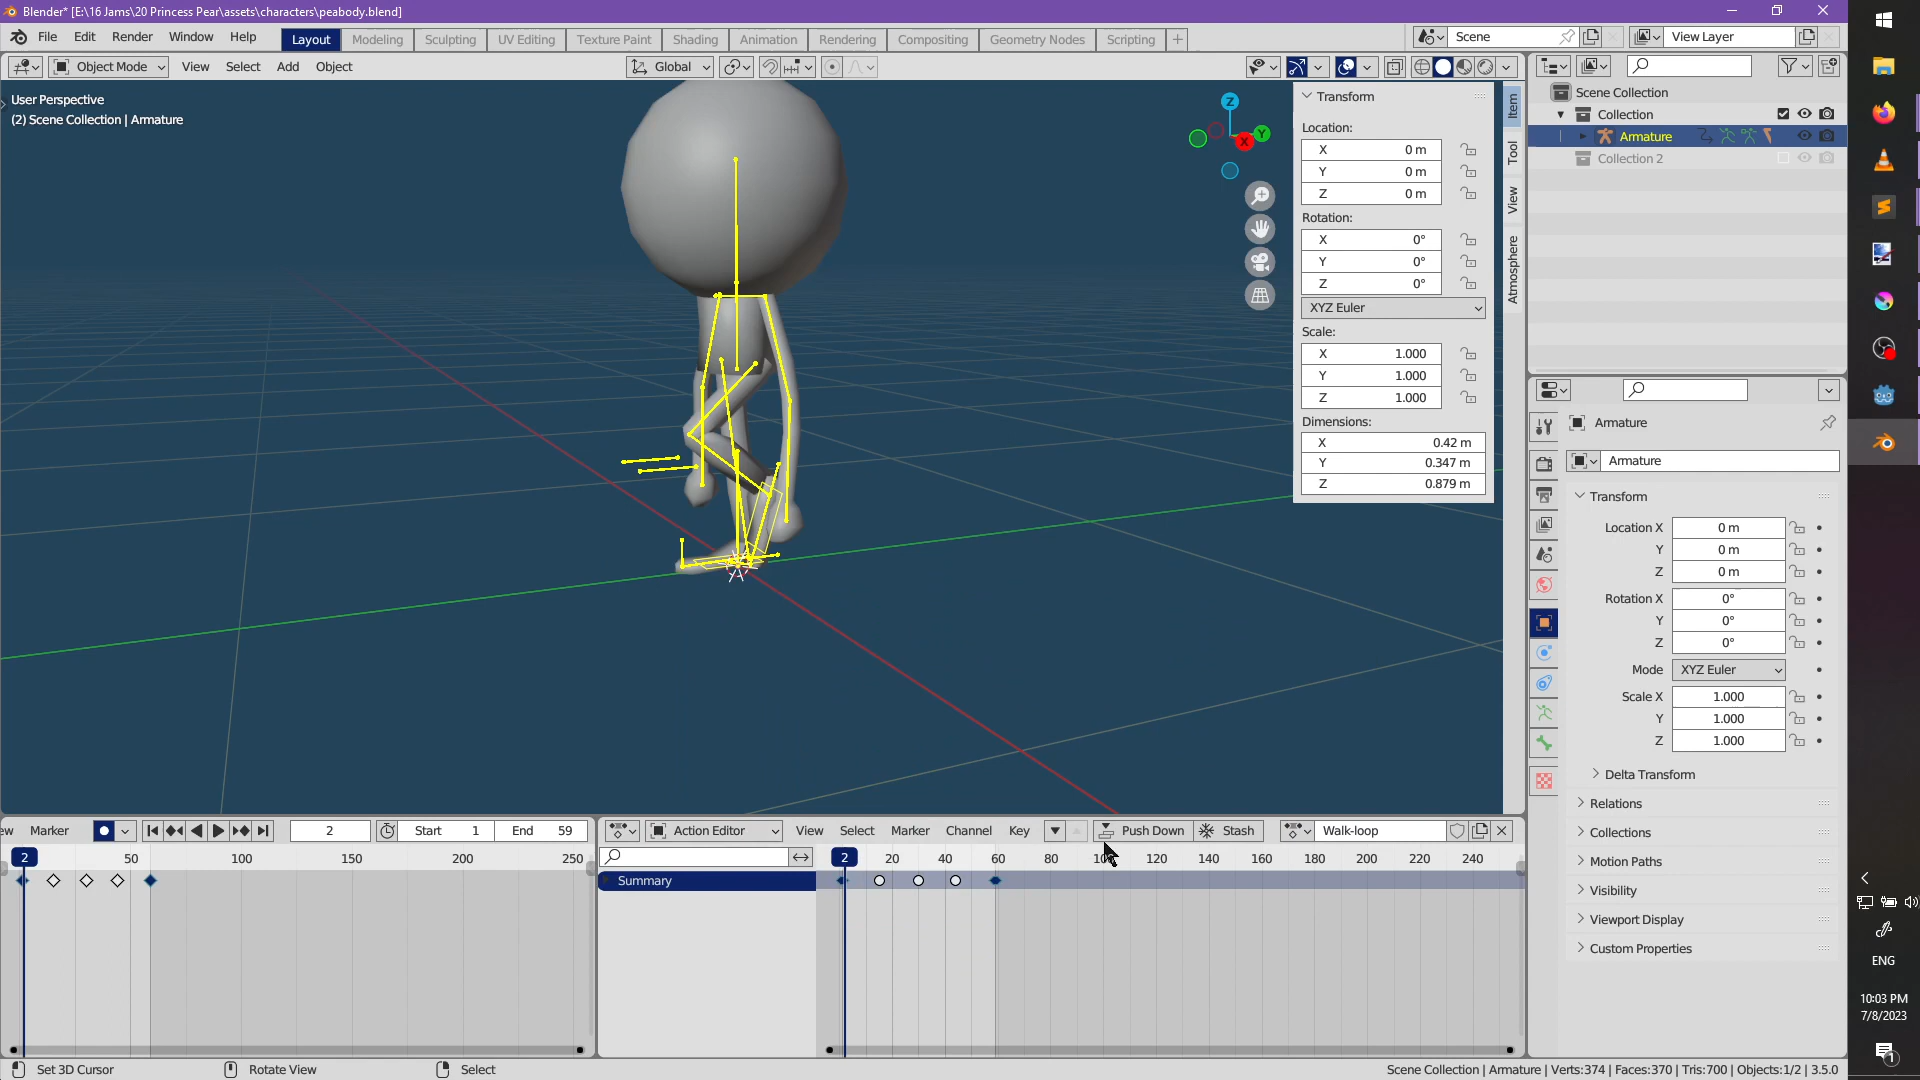 Blender* [E:\16 Jams\20 Princess Pear\assets\characters\peabody.blend]
File Edit Render Window Help Layout Modeling Sculpting UV Editing Texture Paint Shading Animation Rendering Compositing Geometry Nodes Scripting Scene View Layer
Object Mode View Select Add Object Global
User Perspective
(2) Scene Collection | Armature
Z
Y
X
Transform
Location:
X 0 m
Y 0 m
Z 0 m
Rotation:
X 0°
Y 0°
Z 0°
XYZ Euler
Scale:
X 1.000
Y 1.000
Z 1.000
Dimensions:
X 0.42 m
Y 0.347 m
Z 0.879 m
Item
Tool
View
Atmosphere
Scene Collection
Collection
Armature
Collection 2
Armature
Armature
Transform
Location X 0 m
Y 0 m
Z 0 m
Rotation X 0°
Y 0°
Z 0°
Mode XYZ Euler
Scale X 1.000
Y 1.000
Z 1.000
Delta Transform
Relations
Collections
Motion Paths
Visibility
Viewport Display
Custom Properties
ew Marker 2 Start 1 End 59
2 50 100 150 200 250
Action Editor View Select Marker Channel Key Push Down Stash Walk-loop
2 20 40 60 80 120 140 160 180 200 220 240
Summary
Set 3D Cursor Rotate View Select
Scene Collection | Armature | Verts:374 | Faces:370 | Tris:700 | Objects:1/2 | 3.5.0
ENG
10:03 PM
7/8/2023
1